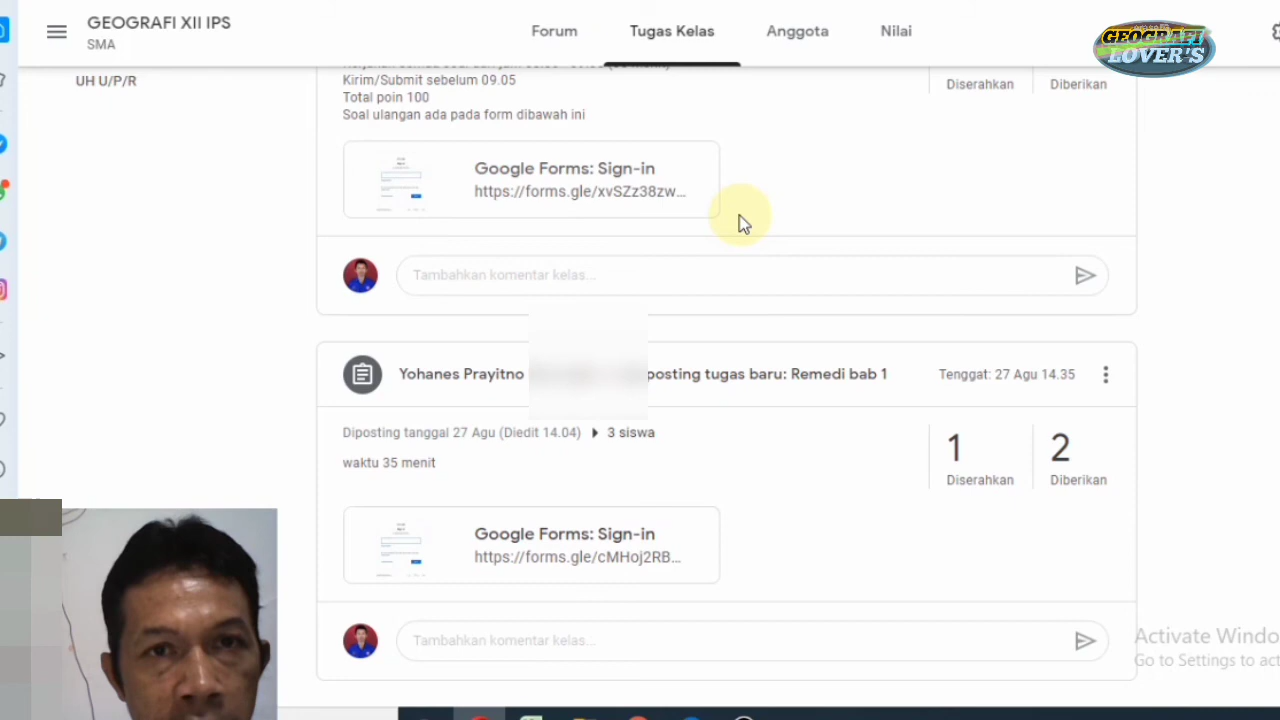 GEOGRAFI XII IPS
SMA
Forum
Tugas Kelas
Anggota
Nilai
GEOGRAFI
LOVER'S
UH U/P/R
Kirim/Submit sebelum 09.05
Total poin 100
Soal ulangan ada pada form dibawah ini
Diserahkan
Diberikan
Google Forms: Sign-in
https://forms.gle/xvSZz38zw...
Tambahkan komentar kelas...
Yohanes Prayitno
posting tugas baru: Remedi bab 1
Tenggat: 27 Agu 14.35
Diposting tanggal 27 Agu (Diedit 14.04)
3 siswa
waktu 35 menit
1
Diserahkan
2
Diberikan
Google Forms: Sign-in
https://forms.gle/cMHoj2RB...
Tambahkan komentar kelas...
Activate Windo
Go to Settings to act